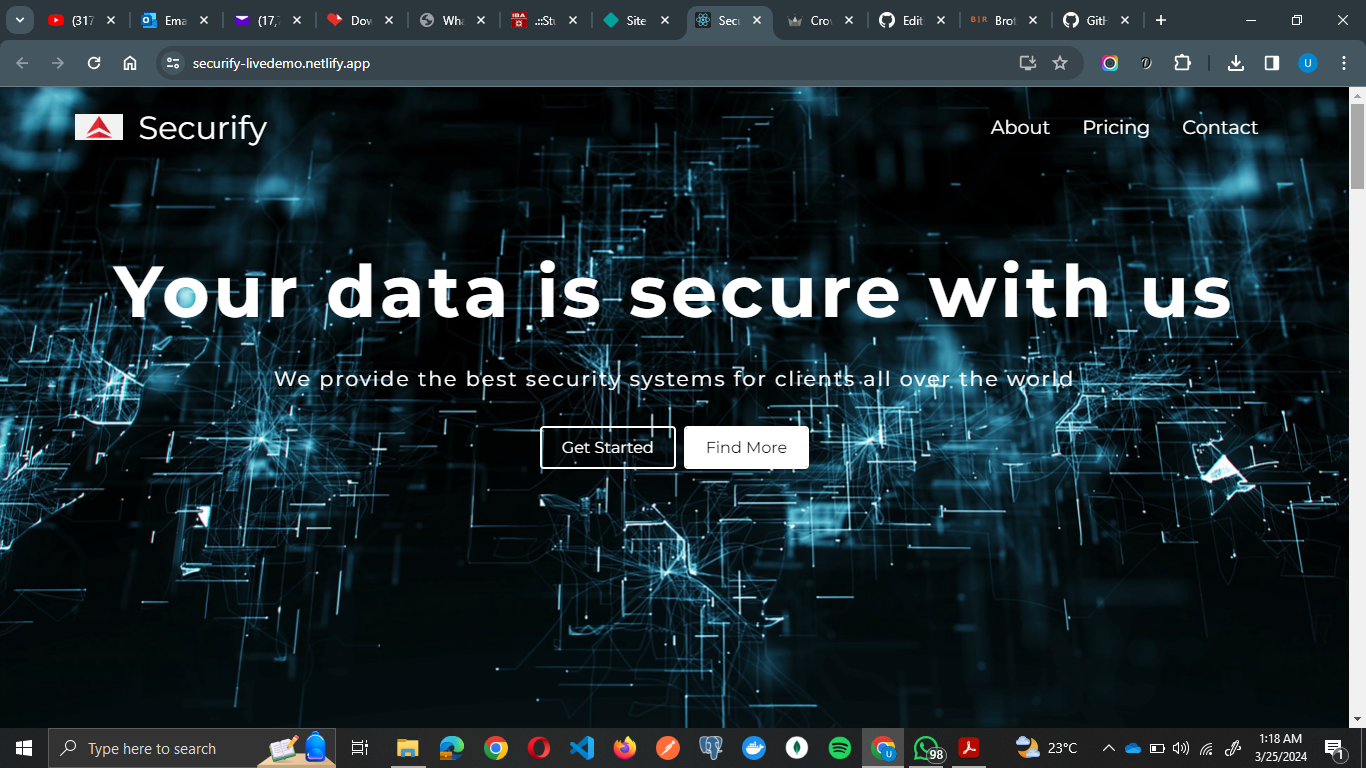 (317
Ema
(17,
Dow
Wha
.::Stu
Site
Secu
Crov
Edit
Brot
GitH
securify-livedemo.netlify.app
U
Securify
About
Pricing
Contact
Your data is secure with us
We provide the best security systems for clients all over the world
Get Started
Find More
Type here to search
98
23°C
1:18 AM
3/25/2024
1